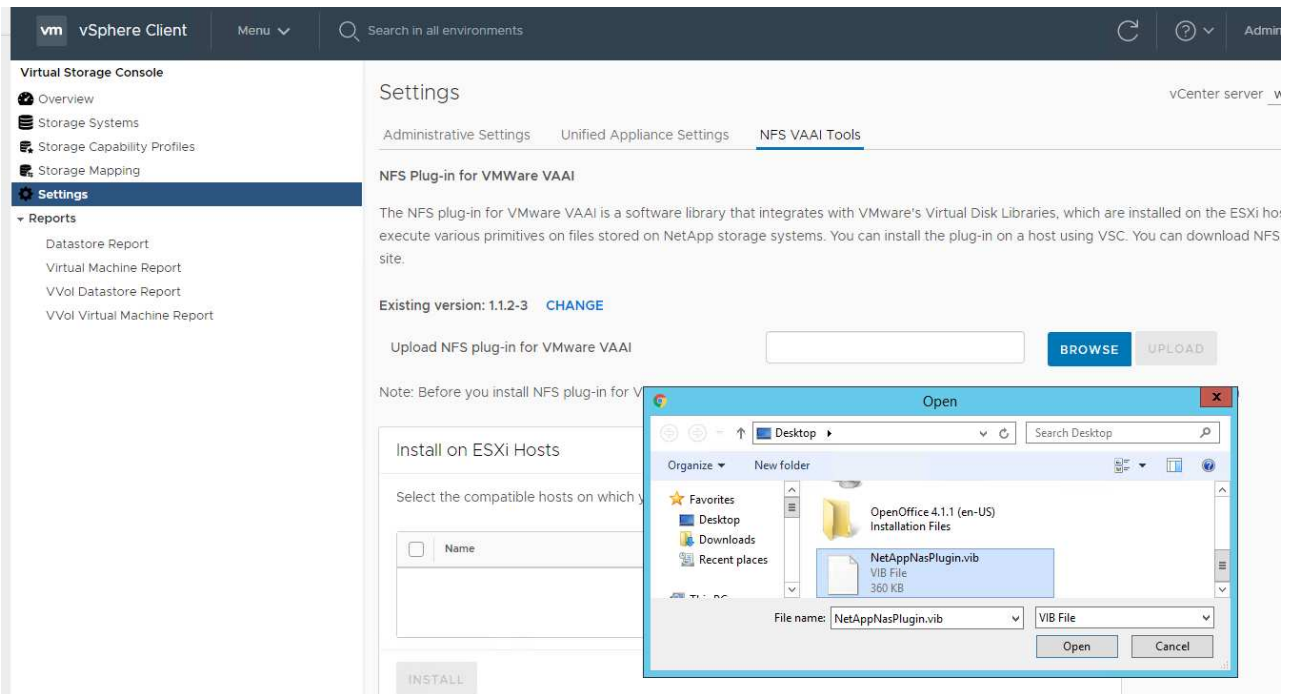 vm vSphere Client Menu Search in all environments
Virtual Storage Console
Overview
Storage Systems
Storage Capability Profiles
Storage Mapping
Settings
Reports
Datastore Report
Virtual Machine Report
VVol Datastore Report
VVol Virtual Machine Report
Settings
vCenter server
Administrative Settings Unified Appliance Settings NFS VAAI Tools
NFS Plug-in for VMWare VAAI
The NFS plug-in for VMware VAAI is a software library that integrates with VMware's Virtual Disk Libraries, which are installed on the ESXi
execute various primitives on files stored on NetApp storage systems. You can install the plug-in on a host using VSC. You can download NFS
site.
Existing version: 1.1.2-3 CHANGE
Upload NFS plug-in for VMware VAAI BROWSE UPLOAD
Note: Before you install NFS plug-in for
Install on ESXi Hosts
Select the compatible hosts on which
Name
INSTALL
Open
x
Desktop
Search Desktop
Organize New folder
Favorites
Desktop
Downloads
Recent places
OpenOffice 4.1.1 (en-US)
Installation Files
NetAppNasPlugin.vib
VIB File
360 KB
File name: NetAppNasPlugin.vib VIB File
Open Cancel